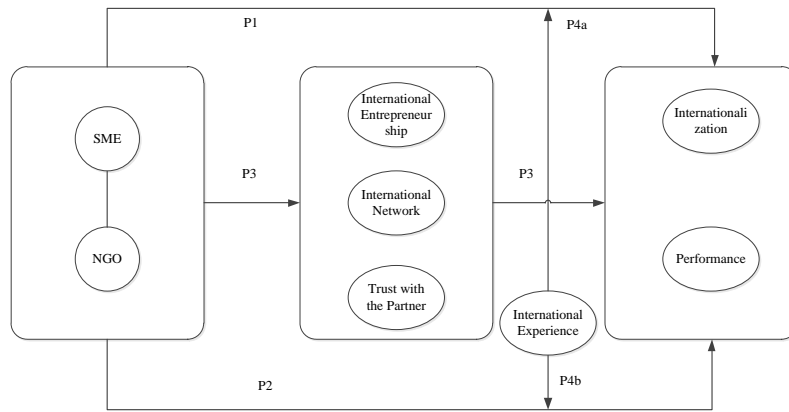 P1
P4a
SME
NGO
P3
International
Entrepreneur
ship
International
Network
Trust with
the Partner
P3
International
Experience
Internationali
zation
Performance
P2
P4b